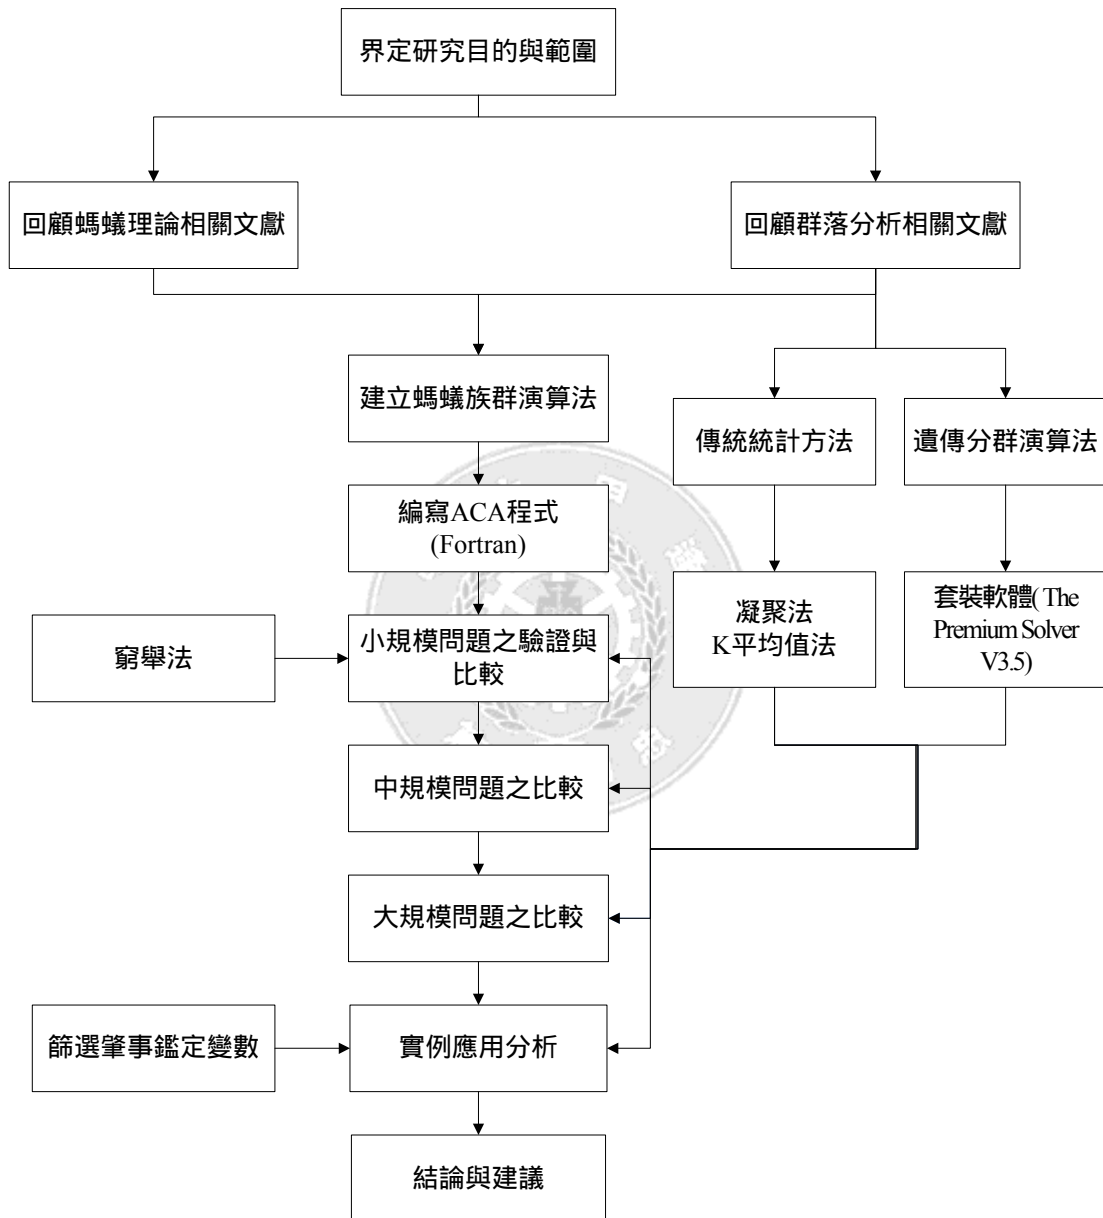 界定研究目的與範圍
回顧螞蟻理論相關文獻
回顧群落分析相關文獻
建立螞蟻族群演算法
傳統統計方法
遺傳分群演算法
編寫ACA程式
(Fortran)
凝聚法
K平均值法
套裝軟體( The
Premium Solver
V3.5)
窮舉法
小規模問題之驗證與
比較
中規模問題之比較
大規模問題之比較
篩選肇事鑑定變數
實例應用分析
結論與建議